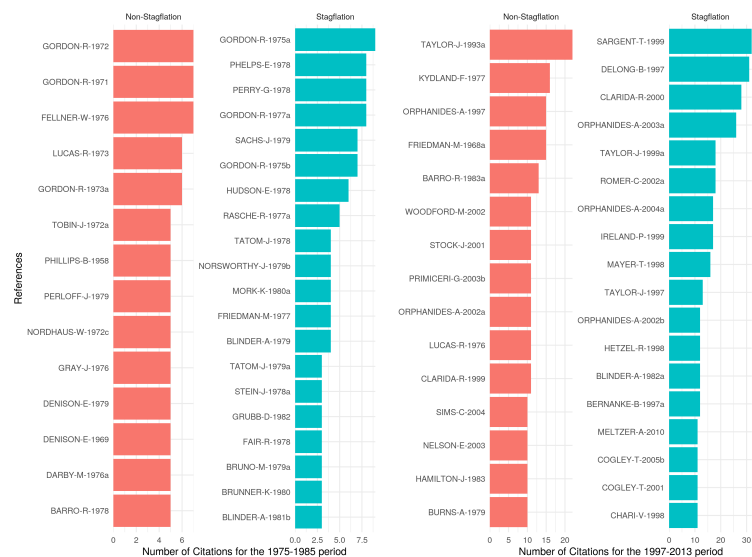 Non-Stagflation
GORDON-R-1972
GORDON-R-1971
FELLNER-W-1976
LUCAS-R-1973
GORDON-R-1973a
TOBIN-J-1972a
PHILLIPS-B-1958
PERLOFF-J-1979
NORDHAUS-W-1972c
GRAY-J-1976
DENISON-E-1979
DENISON-E-1969
DARBY-M-1976a
BARRO-R-1978
0 2 4 6
References
Stagflation
GORDON-R-1975a
PHELPS-E-1978
PERRY-G-1978
GORDON-R-1977a
SACHS-J-1979
GORDON-R-1975b
HUDSON-E-1978
RASCHE-R-1977a
TATOM-J-1978
NORSWORTHY-J-1979b
MORK-K-1980a
FRIEDMAN-M-1977
BLINDER-A-1979
TATOM-J-1979a
STEIN-J-1978a
GRUBB-D-1982
FAIR-R-1978
BRUNO-M-1979a
BRUNNER-K-1980
BLINDER-A-1981b
0.0 2.5 5.0 7.5
Number of Citations for the 1975-1985 period
Non-Stagflation
TAYLOR-J-1993a
KYDLAND-F-1977
ORPHANIDES-A-1997
FRIEDMAN-M-1968a
BARRO-R-1983a
WOODFORD-M-2002
STOCK-J-2001
PRIMICERI-G-2003b
ORPHANIDES-A-2002a
LUCAS-R-1976
CLARIDA-R-1999
SIMS-C-2004
NELSON-E-2003
HAMILTON-J-1983
BURNS-A-1979
0 5 10 15 20
Stagflation
SARGENT-T-1999
DELONG-B-1997
CLARIDA-R-2000
ORPHANIDES-A-2003a
TAYLOR-J-1999a
ROMER-C-2002a
ORPHANIDES-A-2004a
IRELAND-P-1999
MAYER-T-1998
TAYLOR-J-1997
ORPHANIDES-A-2002b
HETZEL-R-1998
BLINDER-A-1982a
BERNANKE-B-1997a
MELTZER-A-2010
COGLEY-T-2005b
COGLEY-T-2001
CHARI-V-1998
0 10 20 30
Number of Citations for the 1997-2013 period